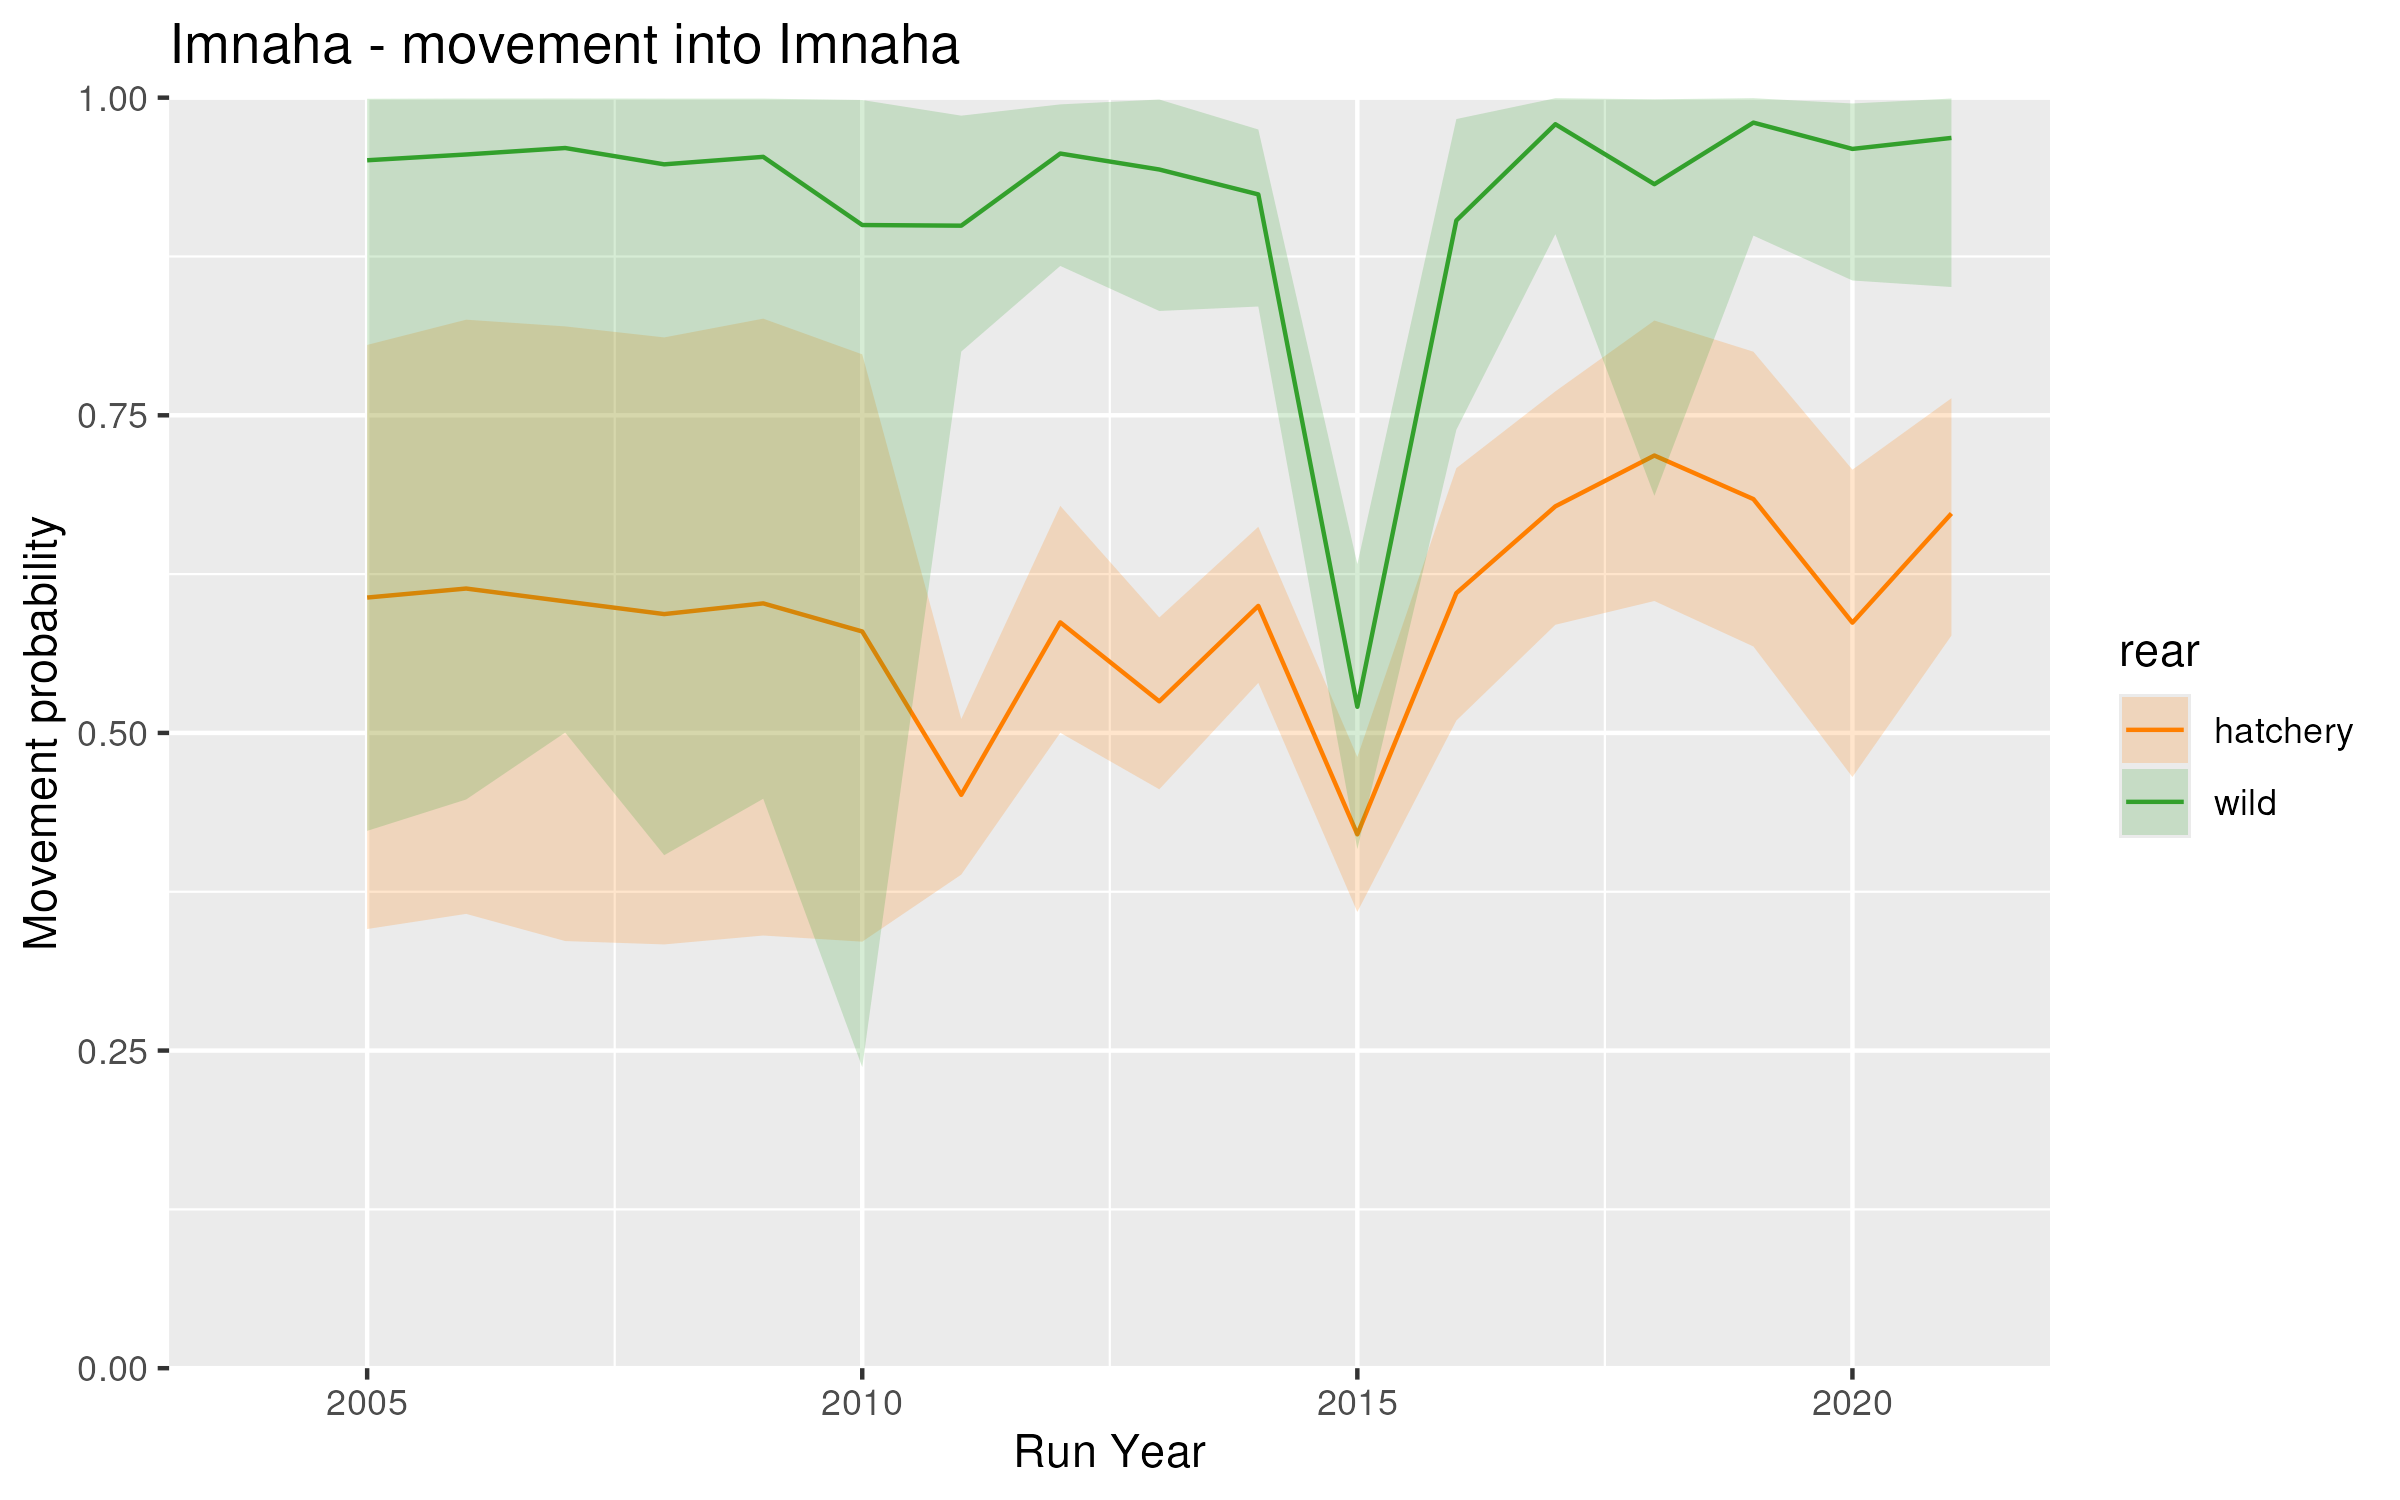 Imnaha - movement into Imnaha
1.00
0.75
0.50
0.25
0.00
Movement probability
2005
2010
2015
2020
Run Year
rear
hatchery
wild